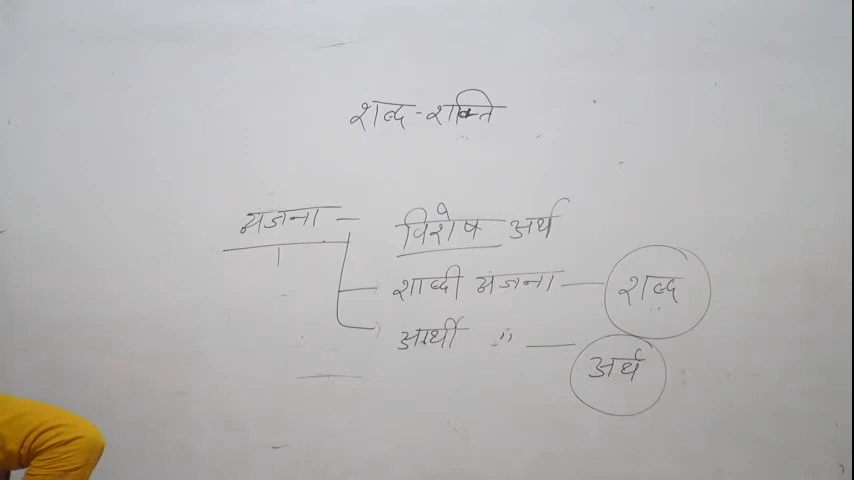 शब्द-शक्ति
व्यंजना — विशेष अर्थ
शाब्दी व्यंजना — शब्द
आर्थी " — अर्थ